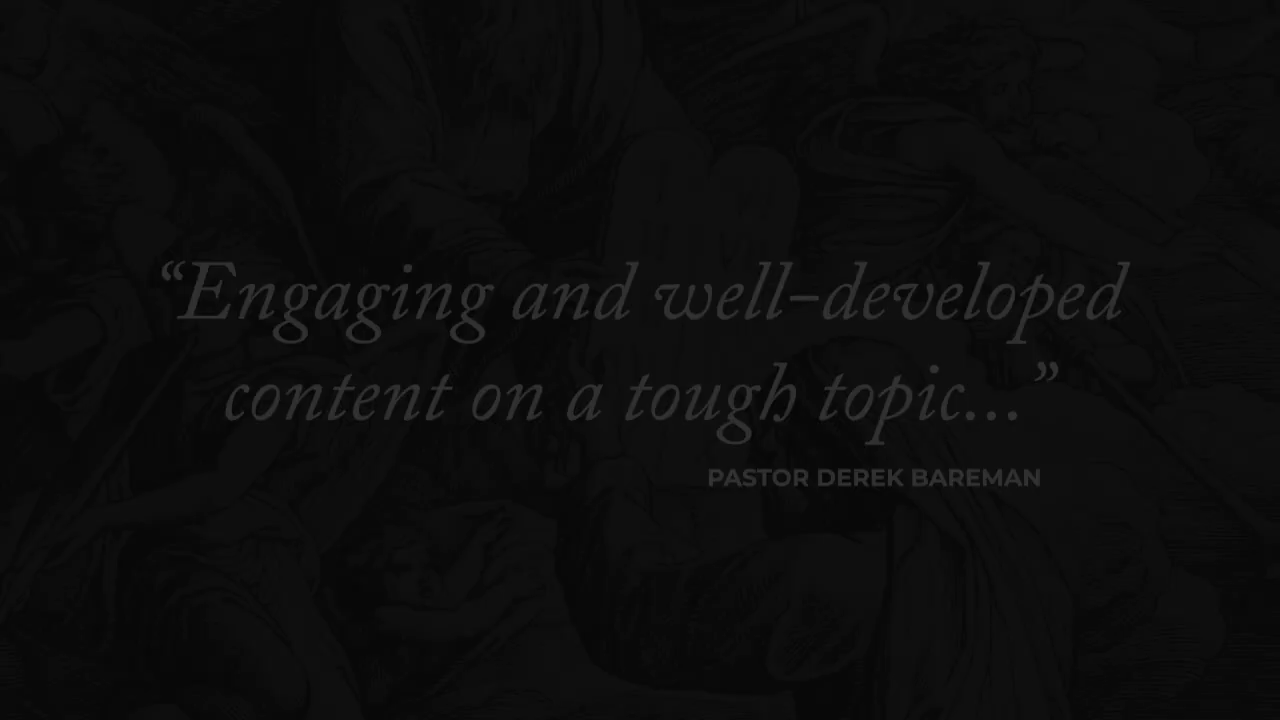 “Engaging and well-developed
content on a tough topic...”
PASTOR DEREK BAREMAN